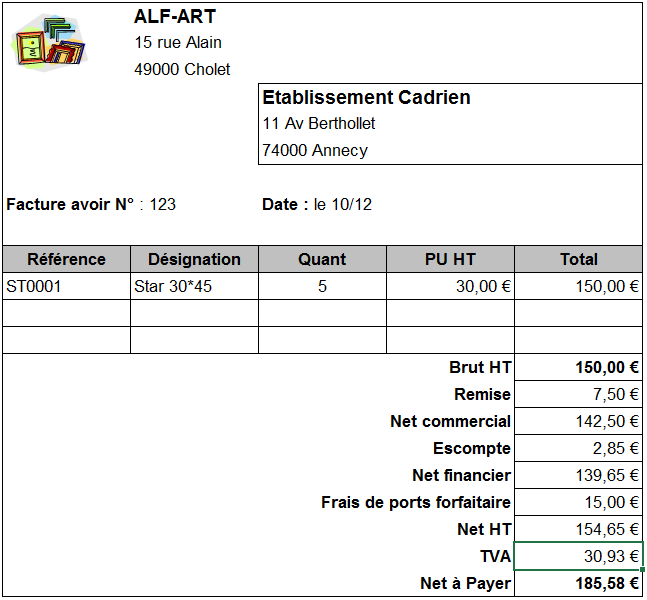 ALF-ART
15 rue Alain
49000 Cholet
Etablissement Cadrien
11 Av Berthollet
74000 Annecy
Facture avoir N° : 123 Date : le 10/12
Référence Désignation Quant PU HT Total
ST0001 Star 30*45 5 30,00 € 150,00 €
Brut HT 150,00 €
Remise 7,50 €
Net commercial 142,50 €
Escompte 2,85 €
Net financier 139,65 €
Frais de ports forfaitaire 15,00 €
Net HT 154,65 €
TVA 30,93 €
Net à Payer 185,58 €